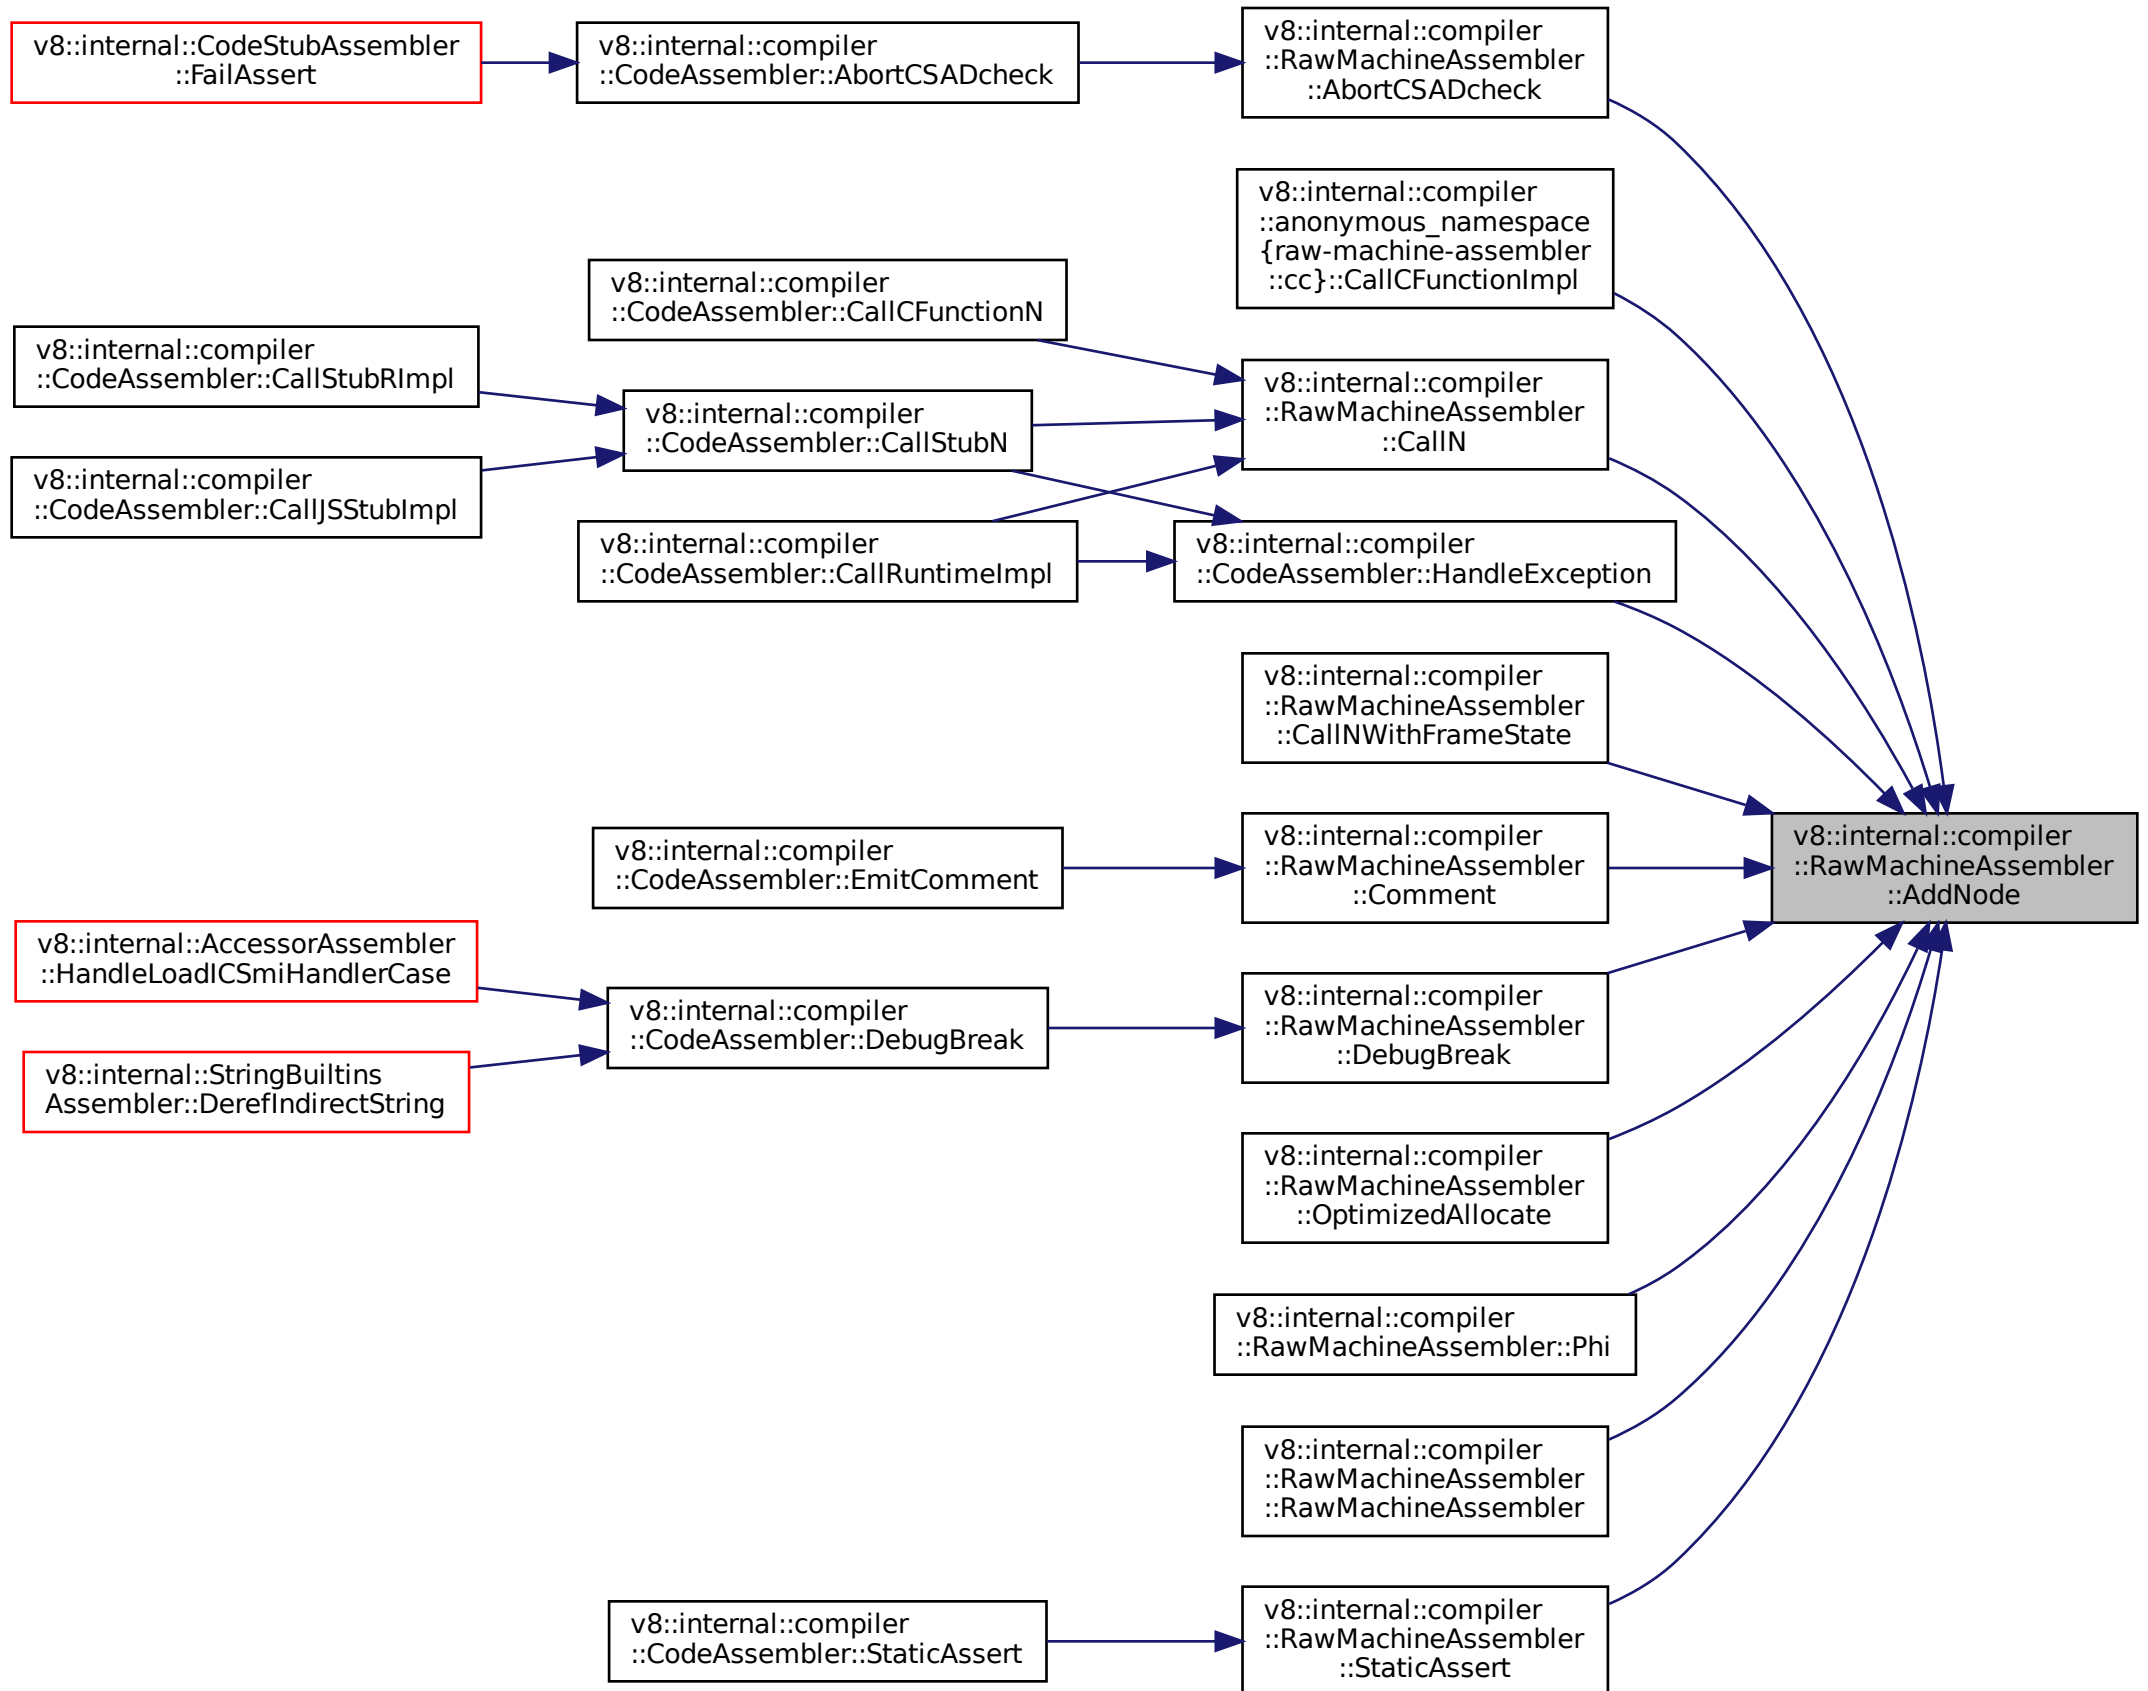 v8::internal::CodeStubAssembler
::FailAssert
v8::internal::compiler
::CodeAssembler::AbortCSADcheck
v8::internal::compiler
::RawMachineAssembler
::AbortCSADcheck
v8::internal::compiler
::anonymous_namespace
{raw-machine-assembler
::cc}::CallCFunctionImpl
v8::internal::compiler
::CodeAssembler::CallCFunctionN
v8::internal::compiler
::CodeAssembler::CallStubRImpl
v8::internal::compiler
::CodeAssembler::CallStubN
v8::internal::compiler
::RawMachineAssembler
::CallN
v8::internal::compiler
::CodeAssembler::CallJSStubImpl
v8::internal::compiler
::CodeAssembler::CallRuntimeImpl
v8::internal::compiler
::CodeAssembler::HandleException
v8::internal::compiler
::RawMachineAssembler
::CallNWithFrameState
v8::internal::compiler
::CodeAssembler::EmitComment
v8::internal::compiler
::RawMachineAssembler
::Comment
v8::internal::compiler
::RawMachineAssembler
::AddNode
v8::internal::AccessorAssembler
::HandleLoadICSmiHandlerCase
v8::internal::StringBuiltins
Assembler::DerefIndirectString
v8::internal::compiler
::CodeAssembler::DebugBreak
v8::internal::compiler
::RawMachineAssembler
::DebugBreak
v8::internal::compiler
::RawMachineAssembler
::OptimizedAllocate
v8::internal::compiler
::RawMachineAssembler::Phi
v8::internal::compiler
::RawMachineAssembler
::RawMachineAssembler
v8::internal::compiler
::CodeAssembler::StaticAssert
v8::internal::compiler
::RawMachineAssembler
::StaticAssert